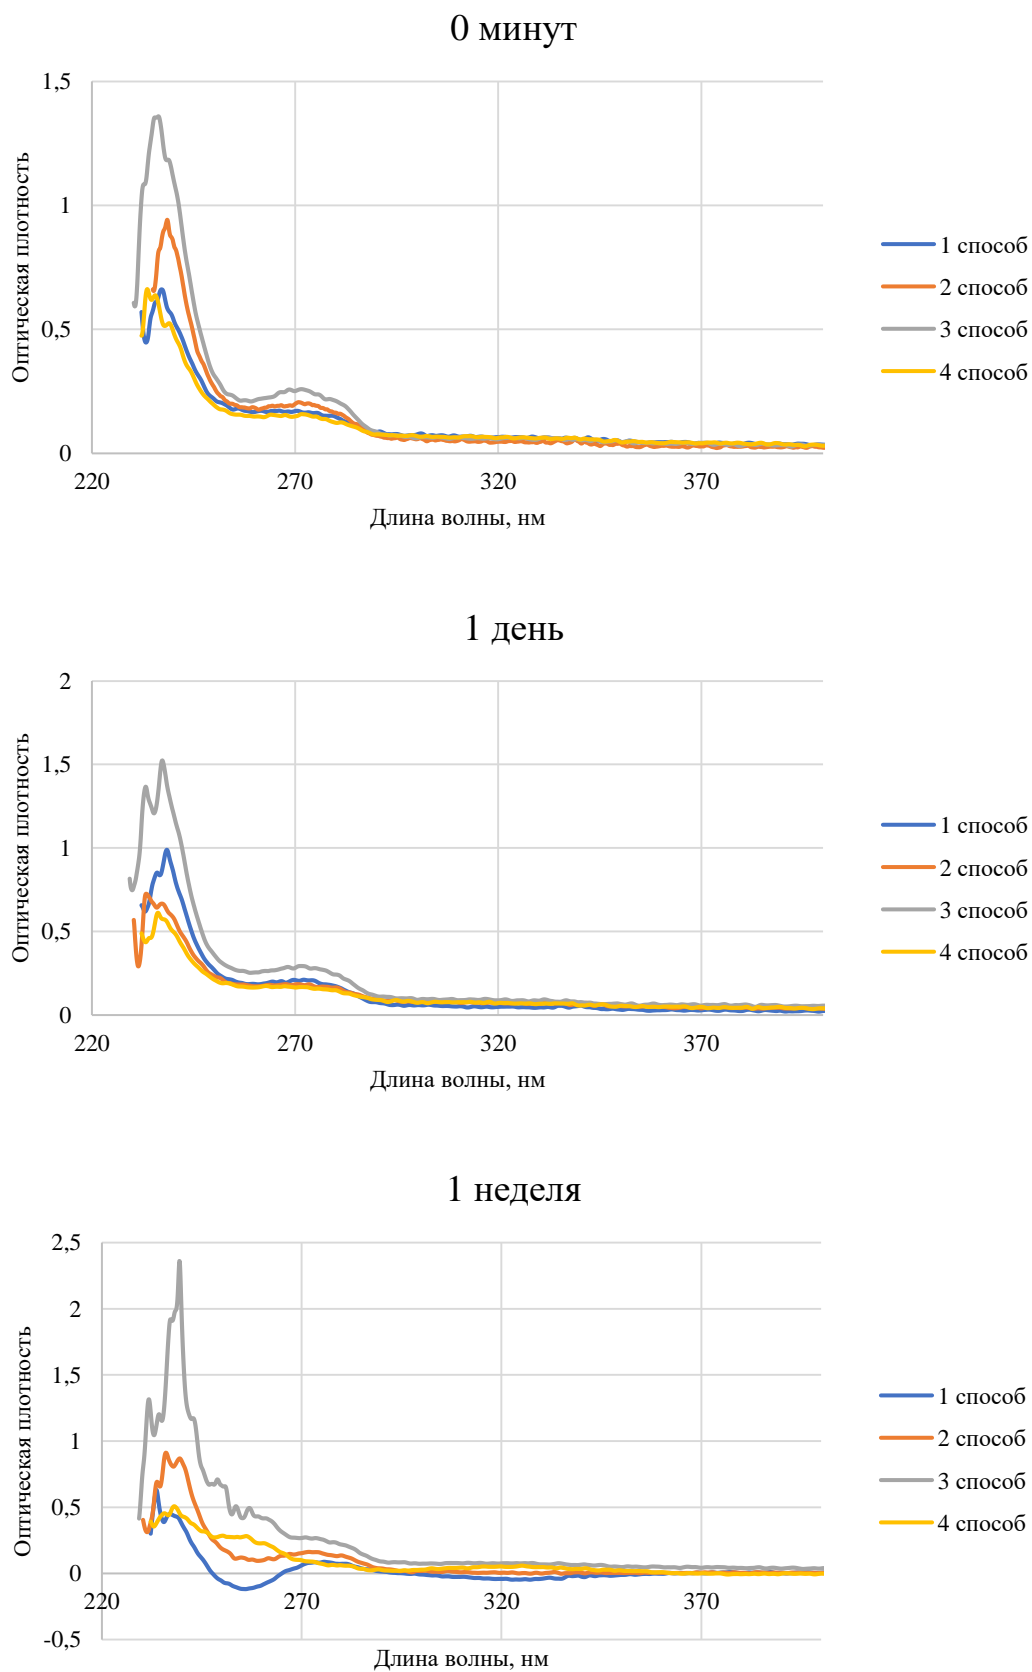 0 минут
1,5
1
0,5
0
220
270
320
370
Оптическая плотность
Длина волны, нм
1 способ
2 способ
3 способ
4 способ
1 день
2
1,5
1
0,5
0
220
270
320
370
Оптическая плотность
Длина волны, нм
1 способ
2 способ
3 способ
4 способ
1 неделя
2,5
2
1,5
1
0,5
0
-0,5
220
270
320
370
Оптическая плотность
Длина волны, нм
1 способ
2 способ
3 способ
4 способ